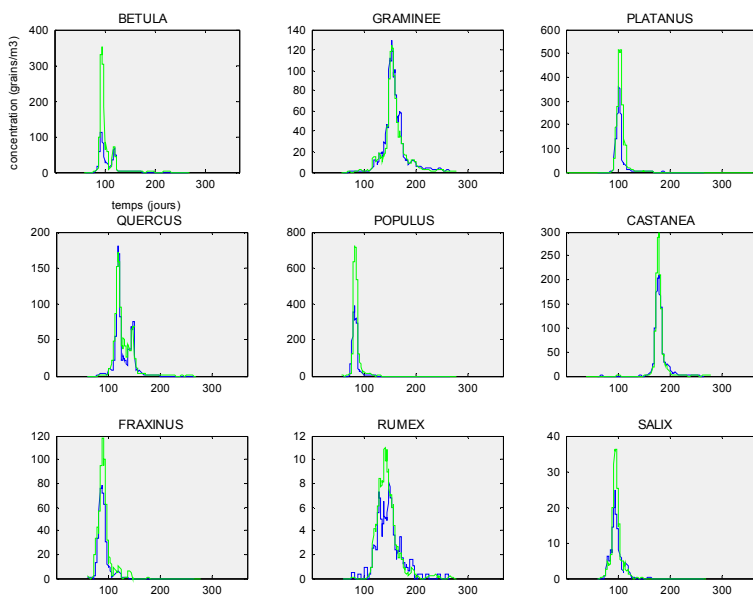 BETULA
GRAMINEE
PLATANUS
400
300
200
100
0
100 200 300
concentration (grains/m3)
temps (jours)
140
120
100
80
60
40
20
0
100 200 300
600
500
400
300
200
100
0
100 200 300
QUERCUS
POPULUS
CASTANEA
200
150
100
50
0
100 200 300
800
600
400
200
0
100 200 300
300
250
200
150
100
50
0
100 200 300
FRAXINUS
RUMEX
SALIX
120
100
80
60
40
20
0
100 200 300
12
10
8
6
4
2
0
100 200 300
40
30
20
10
0
100 200 300